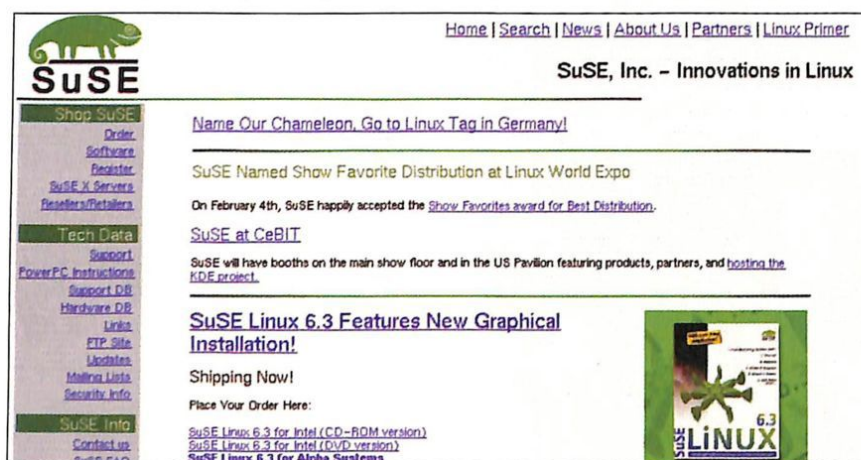 Home | Search | News | About Us | Partners | Linux Primer
SuSE
SuSE, Inc. – Innovations in Linux
Shop SuSE
Order
Software
Register
SuSE X Servers
Resellers/Retailers
Tech Data
Support
PowerPC Instructions
Support DB
Hardware DB
Links
FTP Site
Updates
Mailing Lists
Security Info
SuSE Info
Contact us
SuSE FAQ
Name Our Chameleon, Go to Linux Tag in Germany!
SuSE Named Show Favorite Distribution at Linux World Expo
On February 4th, SuSE happily accepted the Show Favorites award for Best Distribution.
SuSE at CeBIT
SuSE will have booths on the main show floor and in the US Pavilion featuring products, partners, and hosting the
KDE project.
SuSE Linux 6.3 Features New Graphical
Installation!
Shipping Now!
Place Your Order Here:
SuSE Linux 6.3 for Intel (CD-ROM version)
SuSE Linux 6.3 for Intel (DVD version)
SuSE Linux 6.3 for Alpha Systems
6.3
SuSE LiNUX